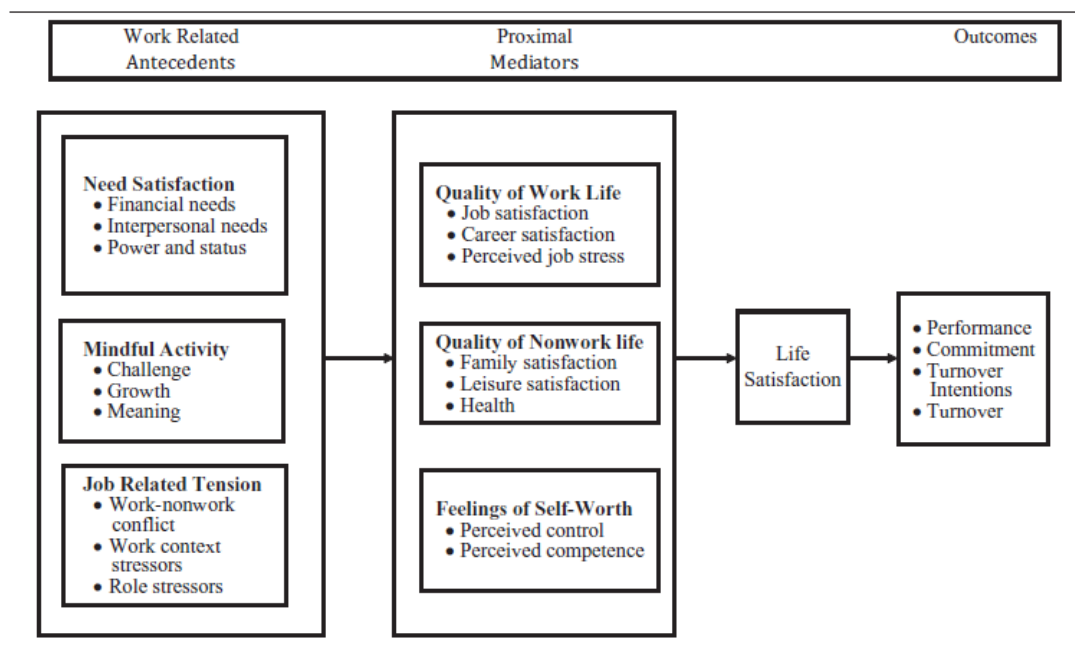 Work Related
Antecedents
Proximal
Mediators
Outcomes
Need Satisfaction
• Financial needs
• Interpersonal needs
• Power and status
Mindful Activity
• Challenge
• Growth
• Meaning
Job Related Tension
• Work-nonwork
conflict
• Work context
stressors
• Role stressors
Quality of Work Life
• Job satisfaction
• Career satisfaction
• Perceived job stress
Quality of Nonwork life
• Family satisfaction
• Leisure satisfaction
• Health
Feelings of Self-Worth
• Perceived control
• Perceived competence
Life
Satisfaction
• Performance
• Commitment
• Turnover
Intentions
• Turnover